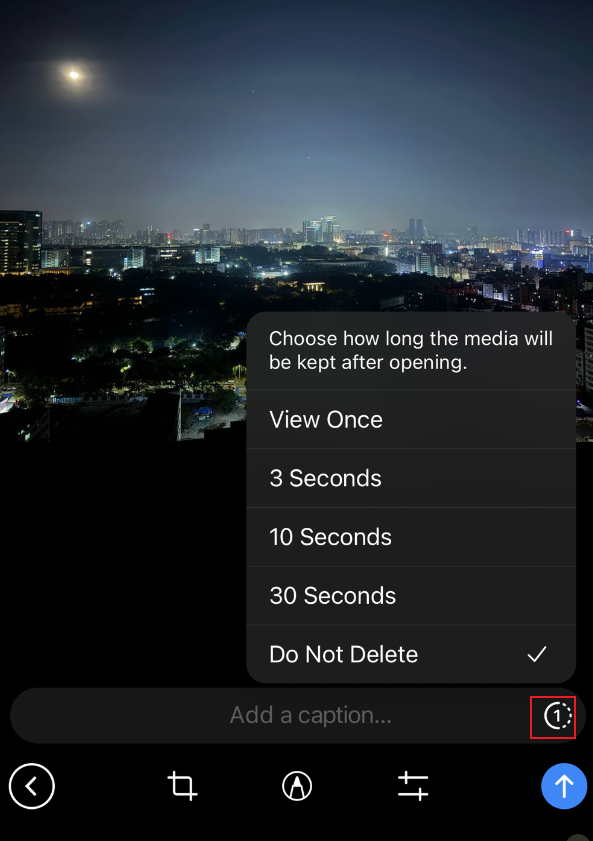 Choose how long the media will
be kept after opening.
View Once
3 Seconds
10 Seconds
30 Seconds
Do Not Delete
Add a caption...
1